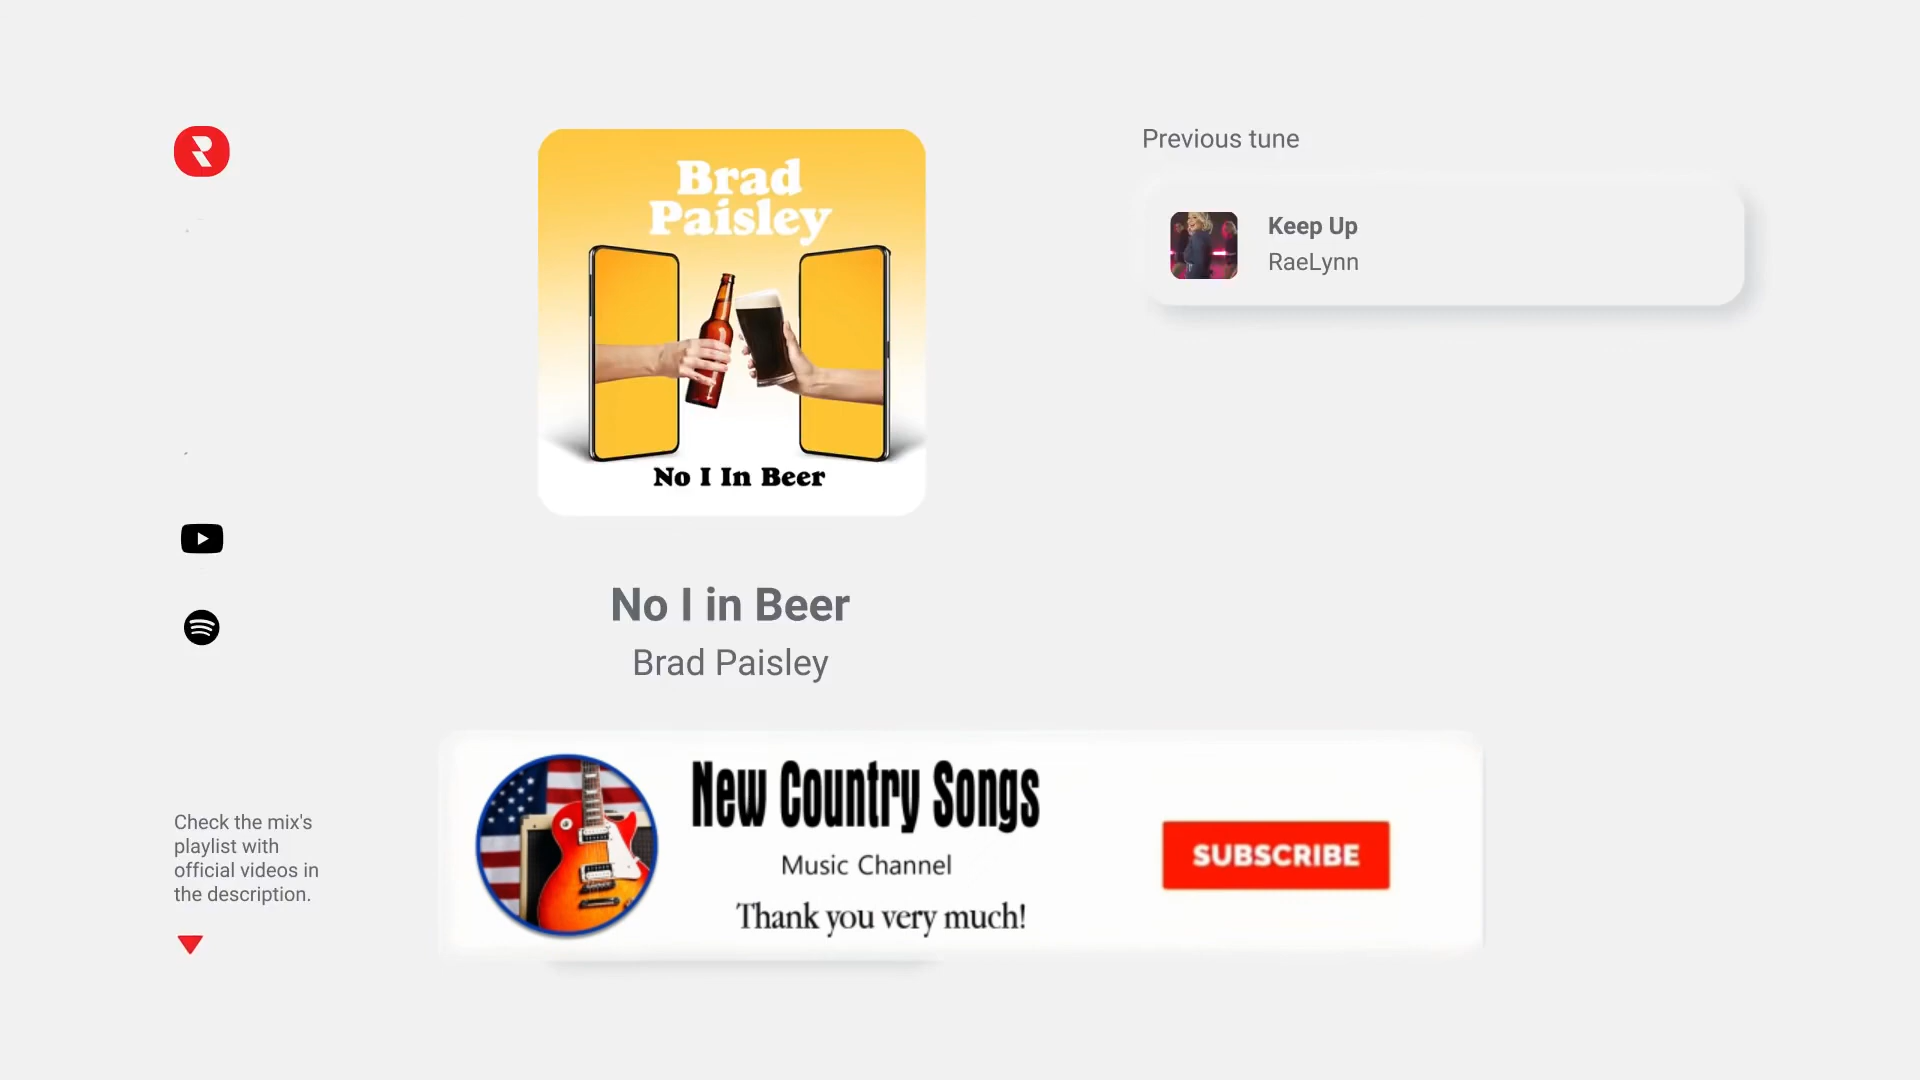 Brad
Paisley
No I In Beer
No I in Beer
Brad Paisley
Previous tune
Keep Up
RaeLynn
Check the mix's
playlist with
official videos in
the description.
New Country Songs
Music Channel
Thank you very much!
SUBSCRIBE